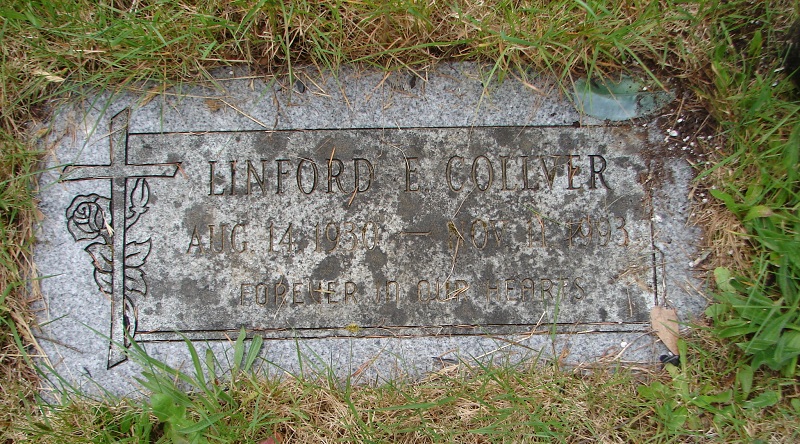 LINFORD E COLLVER
AUG 14 1930 — NOV 11 1993
FOREVER IN OUR HEARTS